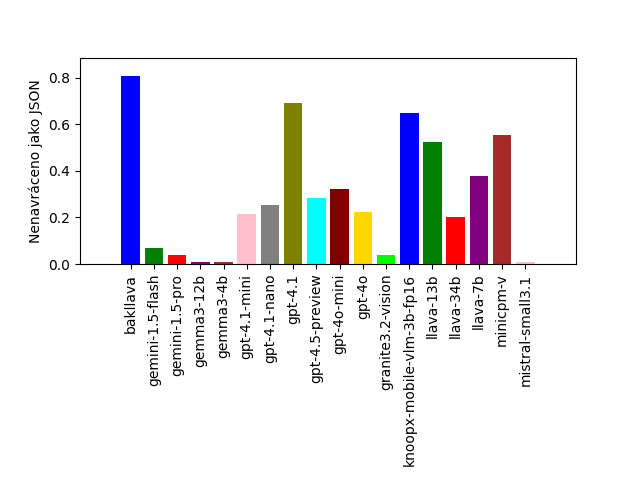 Nenavráceno jako JSON
0.8
0.6
0.4
0.2
0.0
bakllava
gemini-1.5-flash
gemini-1.5-pro
gemma3-12b
gemma3-4b
gpt-4.1-mini
gpt-4.1-nano
gpt-4.1
gpt-4.5-preview
gpt-4o-mini
gpt-4o
granite3.2-vision
knoopx-mobile-vlm-3b-fp16
llava-13b
llava-34b
llava-7b
minicpm-v
mistral-small3.1